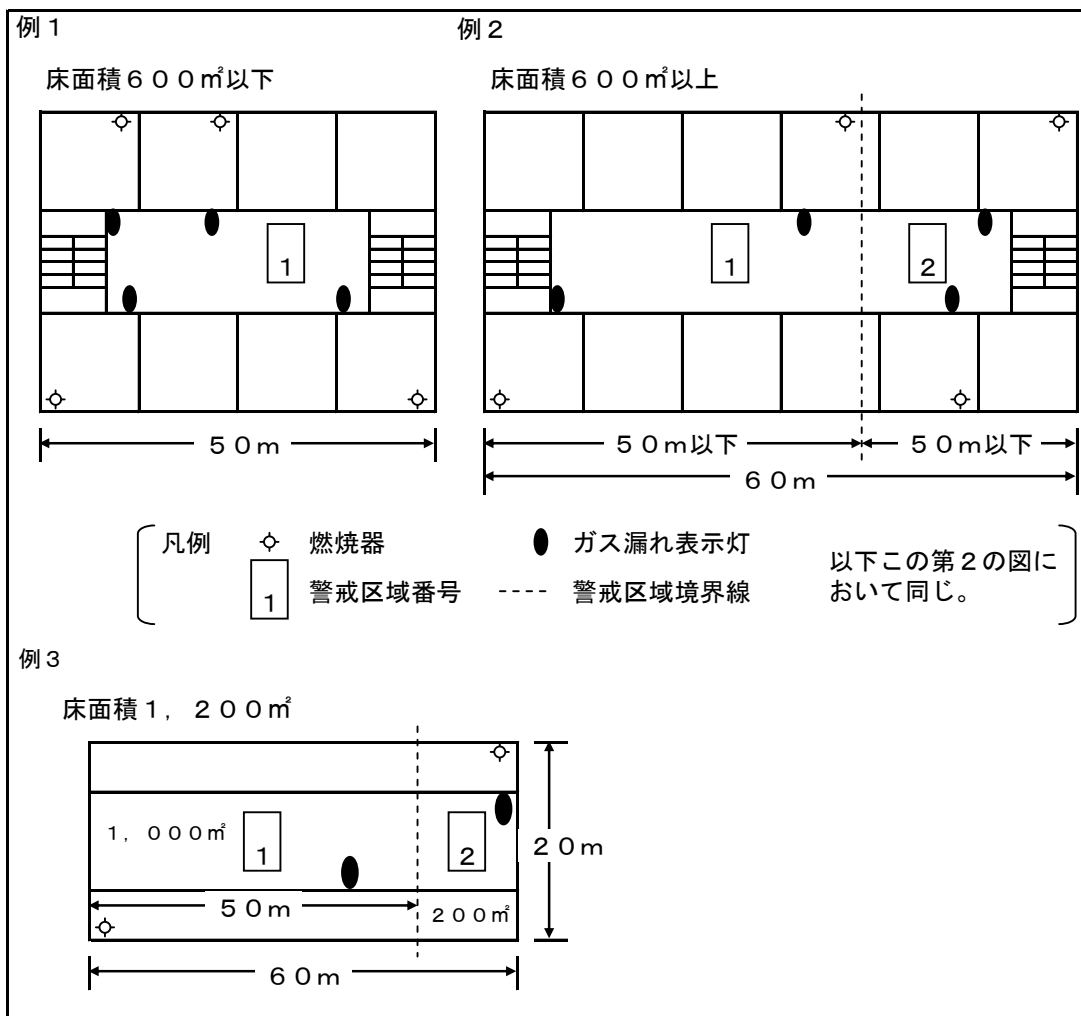 例１
例２
床面積６００㎡以下
床面積６００㎡以上
1
1
2
５０ｍ
５０ｍ以下
５０ｍ以下
６０ｍ
凡例
燃焼器
ガス漏れ表示灯
1
警戒区域番号
警戒区域境界線
以下この第２の図に
おいて同じ。
例３
床面積１，２００㎡
１，０００㎡
1
2
２０ｍ
５０ｍ
２００㎡
６０ｍ